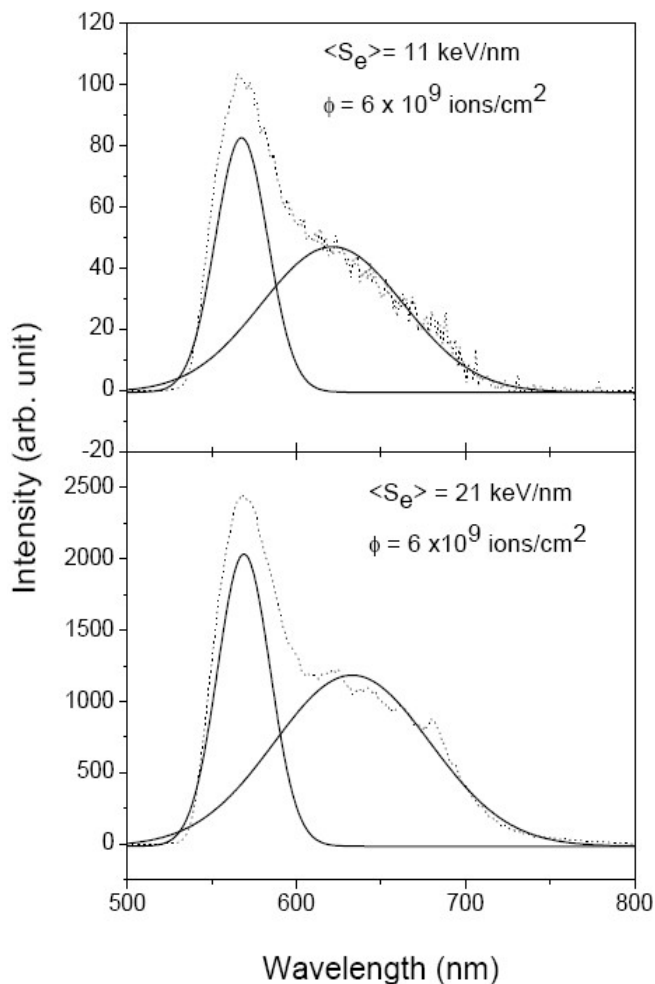 120
100
80
60
40
20
0
-20
<S_e>= 11 keV/nm
ϕ = 6 x 10^9 ions/cm^2
Intensity (arb. unit)
2500
2000
1500
1000
500
0
<S_e> = 21 keV/nm
ϕ = 6 x10^9 ions/cm^2
500 600 700 800
Wavelength (nm)